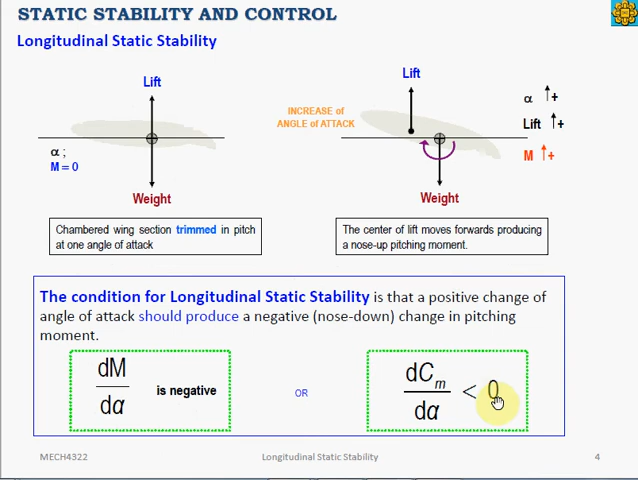 STATIC STABILITY AND CONTROL
Longitudinal Static Stability
Lift
α ;
M = 0
Weight
Chambered wing section trimmed in pitch
at one angle of attack
Lift
INCREASE of
ANGLE of ATTACK
α ↑+
Lift ↑+
M ↑+
Weight
The center of lift moves forwards producing
a nose-up pitching moment.
The condition for Longitudinal Static Stability is that a positive change of
angle of attack should produce a negative (nose-down) change in pitching
moment.
dM
dα
is negative
OR
dCm
dα
< 0
MECH4322
Longitudinal Static Stability
4